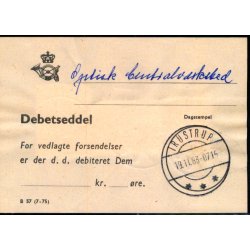 Optisk Centralværksted
Debetseddel
Dagstempel
TRUSTRUP
For vedlagte forsendelser
er der d. d. debiteret Dem
kr. øre.
B 57 (7-75)